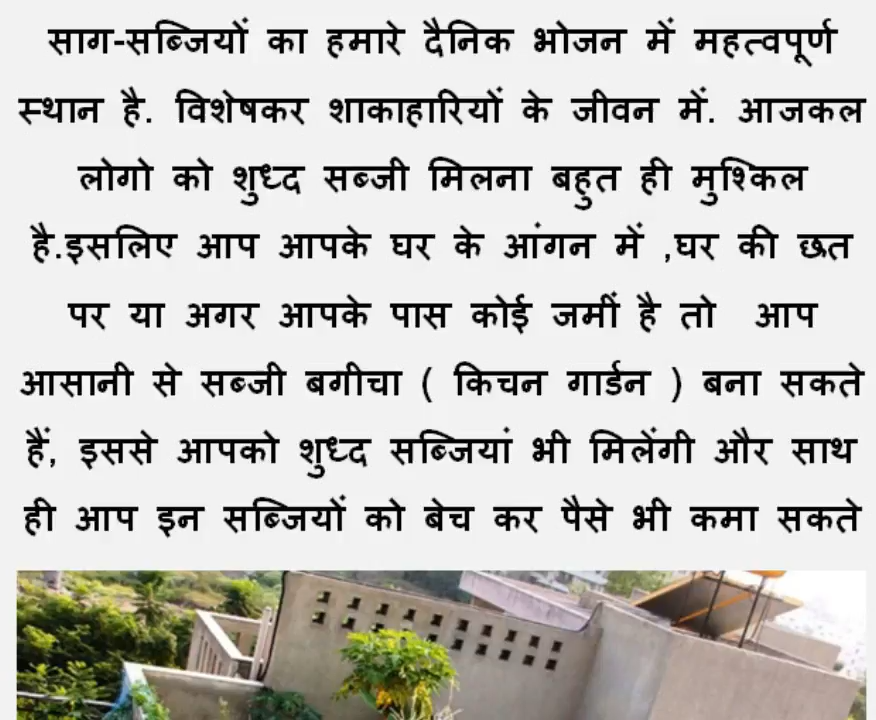 साग-सब्जियों का हमारे दैनिक भोजन में महत्वपूर्ण
स्थान है. विशेषकर शाकाहारियों के जीवन में. आजकल
लोगो को शुध्द सब्जी मिलना बहुत ही मुश्किल
है.इसलिए आप आपके घर के आंगन में ,घर की छत
पर या अगर आपके पास कोई जमीं है तो आप
आसानी से सब्जी बगीचा ( किचन गार्डन ) बना सकते
हैं, इससे आपको शुध्द सब्जियां भी मिलेंगी और साथ
ही आप इन सब्जियों को बेच कर पैसे भी कमा सकते